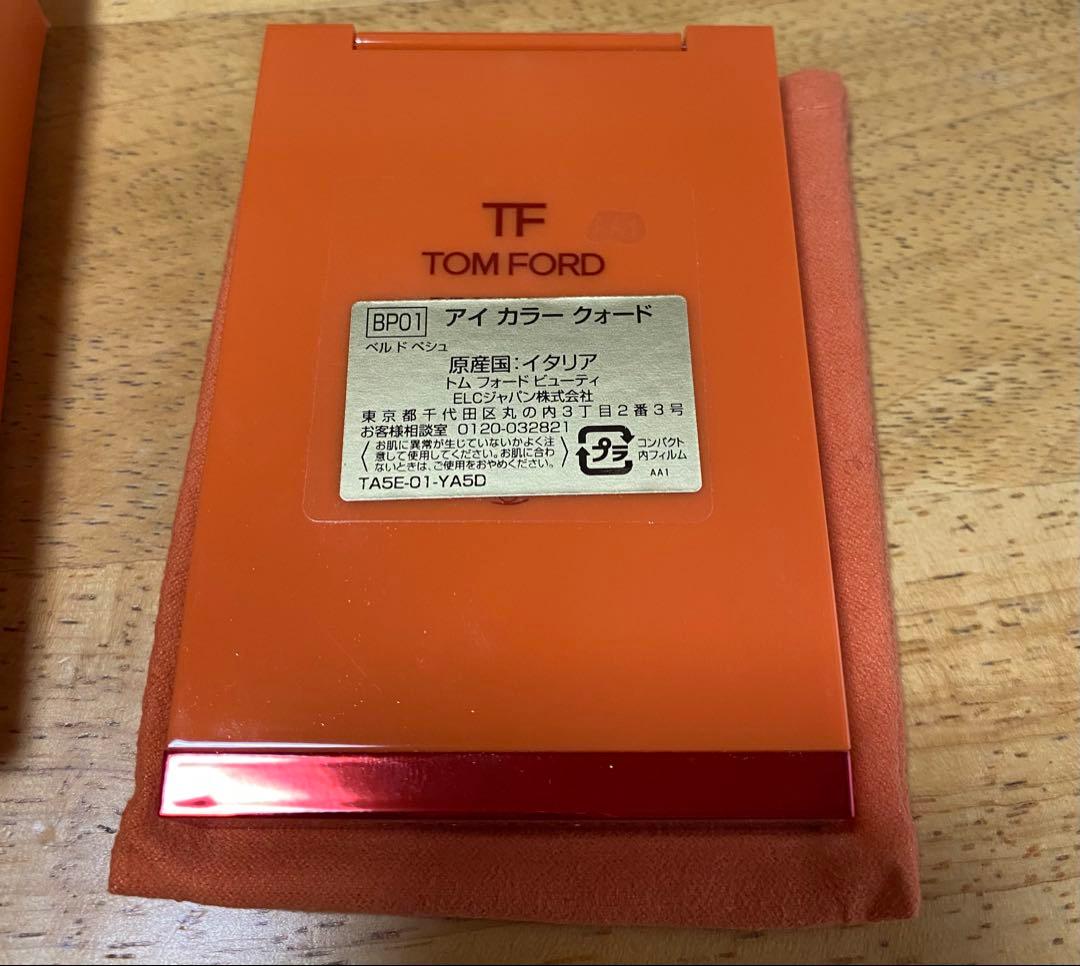 TF
TOM FORD
BP01 アイ カラー クォード
ベル ド ペシュ
原産国:イタリア
トム フォード ビューティ
ELCジャパン株式会社
東京都千代田区丸の内3丁目2番3号
お客様相談室 0120-032821
お肌に異常が生じていないかよく注
意して使用してください。お肌に合わ
ないときは、ご使用をおやめください。
プラ
コンパクト
内フィルム
AA1
TA5E-01-YA5D